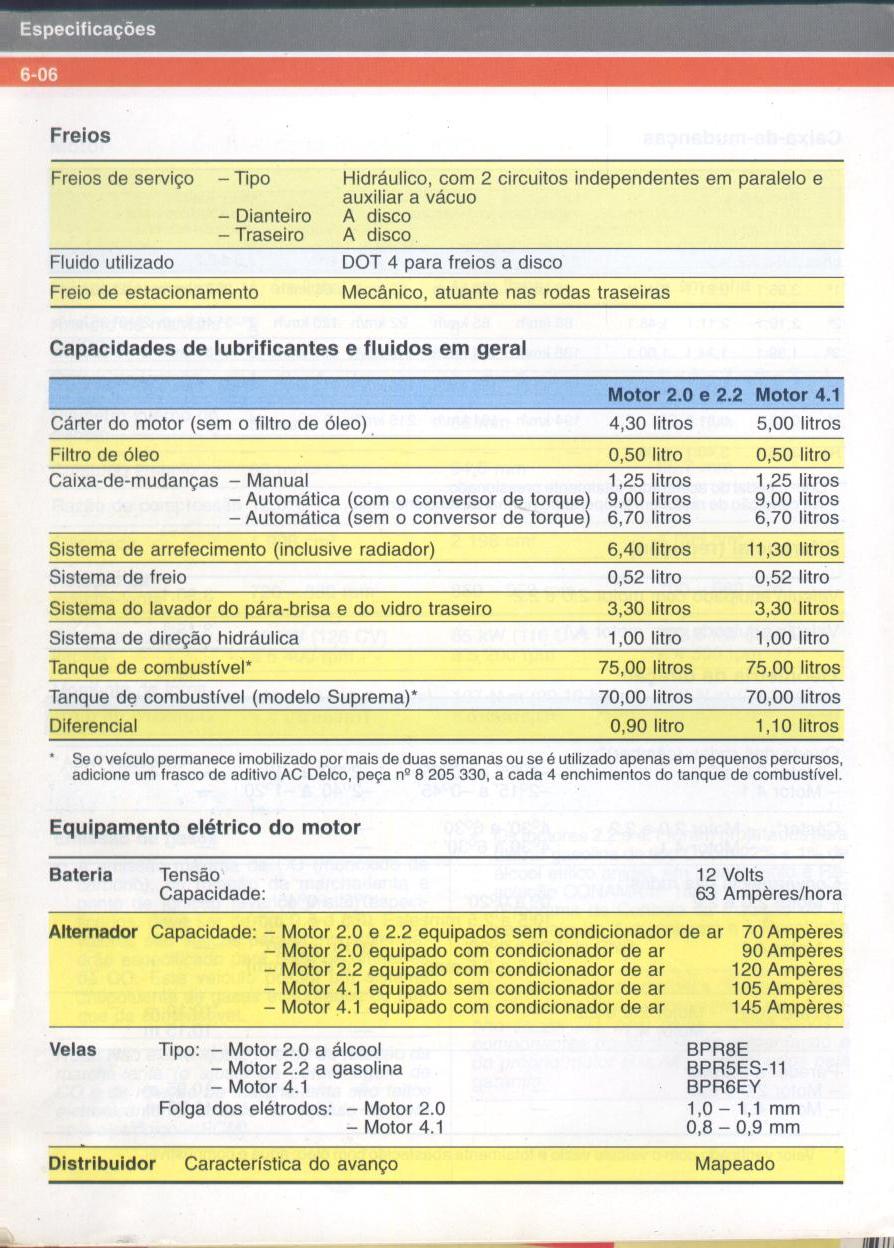 Especificações
6-06
Freios
Freios de serviço – Tipo Hidráulico, com 2 circuitos independentes em paralelo e
auxiliar a vácuo
– Dianteiro A disco
– Traseiro A disco
Fluido utilizado DOT 4 para freios a disco
Freio de estacionamento Mecânico, atuante nas rodas traseiras
Capacidades de lubrificantes e fluidos em geral
Motor 2.0 e 2.2 Motor 4.1
Cárter do motor (sem o filtro de óleo) 4,30 litros 5,00 litros
Filtro de óleo 0,50 litro 0,50 litro
Caixa-de-mudanças – Manual 1,25 litros 1,25 litros
– Automática (com o conversor de torque) 9,00 litros 9,00 litros
– Automática (sem o conversor de torque) 6,70 litros 6,70 litros
Sistema de arrefecimento (inclusive radiador) 6,40 litros 11,30 litros
Sistema de freio 0,52 litro 0,52 litro
Sistema do lavador do pára-brisa e do vidro traseiro 3,30 litros 3,30 litros
Sistema de direção hidráulica 1,00 litro 1,00 litro
Tanque de combustível* 75,00 litros 75,00 litros
Tanque de combustível (modelo Suprema)* 70,00 litros 70,00 litros
Diferencial 0,90 litro 1,10 litros
* Se o veículo permanece imobilizado por mais de duas semanas ou se é utilizado apenas em pequenos percursos,
adicione um frasco de aditivo AC Delco, peça nº 8 205 330, a cada 4 enchimentos do tanque de combustível.
Equipamento elétrico do motor
Bateria Tensão 12 Volts
Capacidade: 63 Ampères/hora
Alternador Capacidade: – Motor 2.0 e 2.2 equipados sem condicionador de ar 70 Ampères
– Motor 2.0 equipado com condicionador de ar 90 Ampères
– Motor 2.2 equipado com condicionador de ar 120 Ampères
– Motor 4.1 equipado sem condicionador de ar 105 Ampères
– Motor 4.1 equipado com condicionador de ar 145 Ampères
Velas Tipo: – Motor 2.0 a álcool BPR8E
– Motor 2.2 a gasolina BPR5ES-11
– Motor 4.1 BPR6EY
Folga dos elétrodos: – Motor 2.0 1,0 – 1,1 mm
– Motor 4.1 0,8 – 0,9 mm
Distribuidor Característica do avanço Mapeado